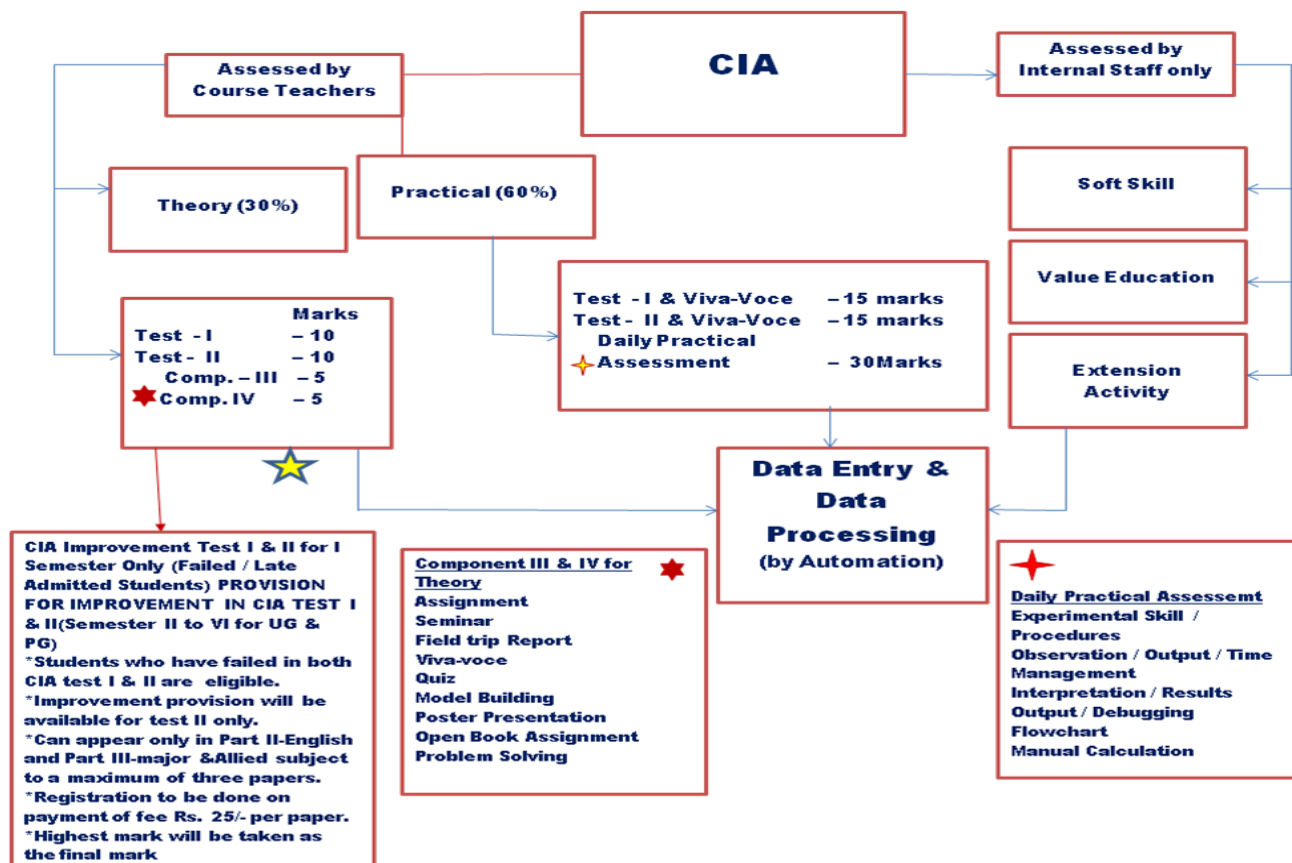 CIA
Assessed by
Course Teachers
Assessed by
Internal Staff only
Theory (30%)
Practical (60%)
Soft Skill
Value Education
Extension
Activity
Marks
Test - I – 10
Test - II – 10
Comp. – III – 5
Comp. IV – 5
Test - I & Viva-Voce – 15 marks
Test - II & Viva-Voce – 15 marks
Daily Practical
Assessment – 30Marks
Data Entry &
Data
Processing
(by Automation)
CIA Improvement Test I & II for I
Semester Only (Failed / Late
Admitted Students) PROVISION
FOR IMPROVEMENT IN CIA TEST I
& II(Semester II to VI for UG &
PG)
*Students who have failed in both
CIA test I & II are eligible.
*Improvement provision will be
available for test II only.
*Can appear only in Part II-English
and Part III-major &Allied subject
to a maximum of three papers.
*Registration to be done on
payment of fee Rs. 25/- per paper.
*Highest mark will be taken as
the final mark
Component III & IV for
Theory
Assignment
Seminar
Field trip Report
Viva-voce
Quiz
Model Building
Poster Presentation
Open Book Assignment
Problem Solving
Daily Practical Assessmt
Experimental Skill /
Procedures
Observation / Output / Time
Management
Interpretation / Results
Output / Debugging
Flowchart
Manual Calculation